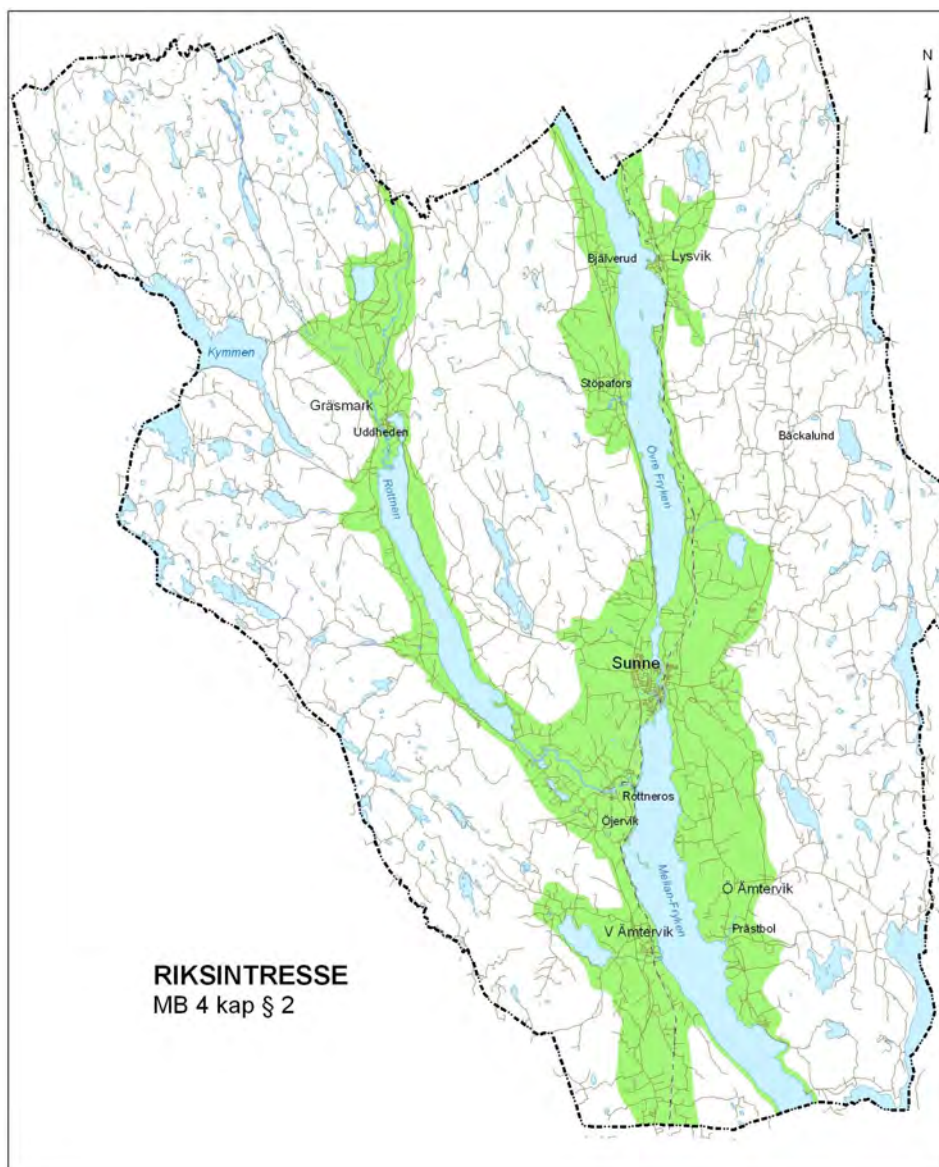 N
Bjälverud
Lysvik
Kymmen
Stöpafors
Gräsmark
Uddheden
Bäckalund
Övre Fryken
Rottnen
Sunne
Rottneros
Öjervik
Mellan-Fryken
Ö Ämtervik
Prästbol
V Ämtervik
RIKSINTRESSE
MB 4 kap § 2